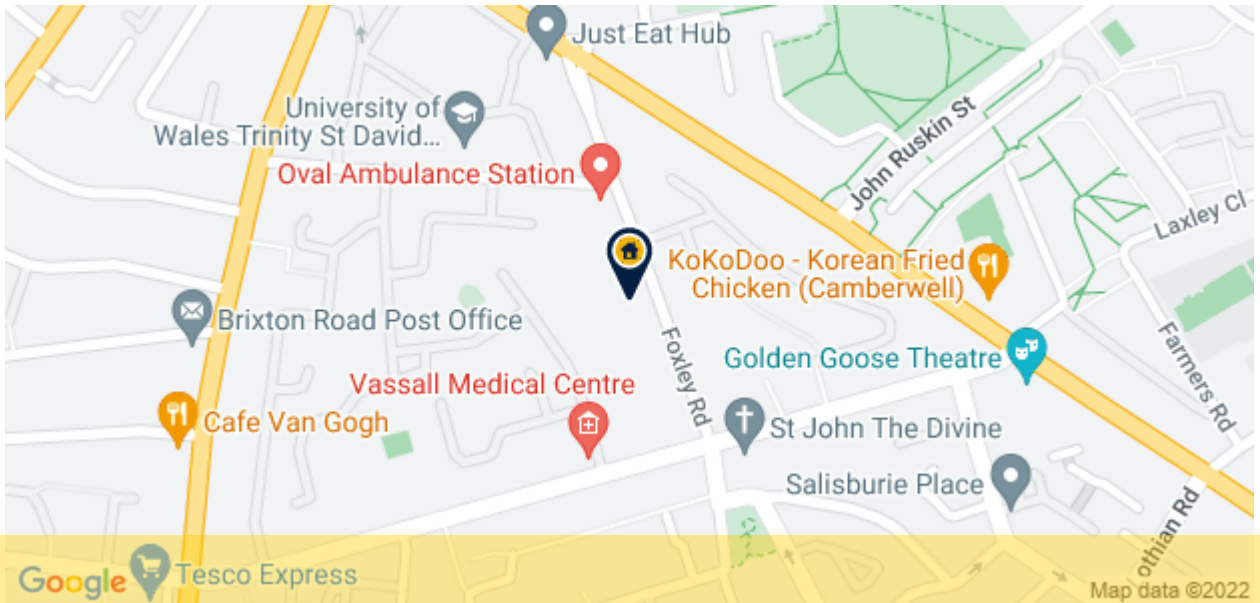 Just Eat Hub
University of
Wales Trinity St David...
Oval Ambulance Station
John Ruskin St
Laxley Cl
KoKoDoo - Korean Fried
Chicken (Camberwell)
Brixton Road Post Office
Foxley Rd
Farmers Rd
Golden Goose Theatre
Vassall Medical Centre
Cafe Van Gogh
St John The Divine
Salisburie Place
othian Rd
Google
Tesco Express
Map data ©2022